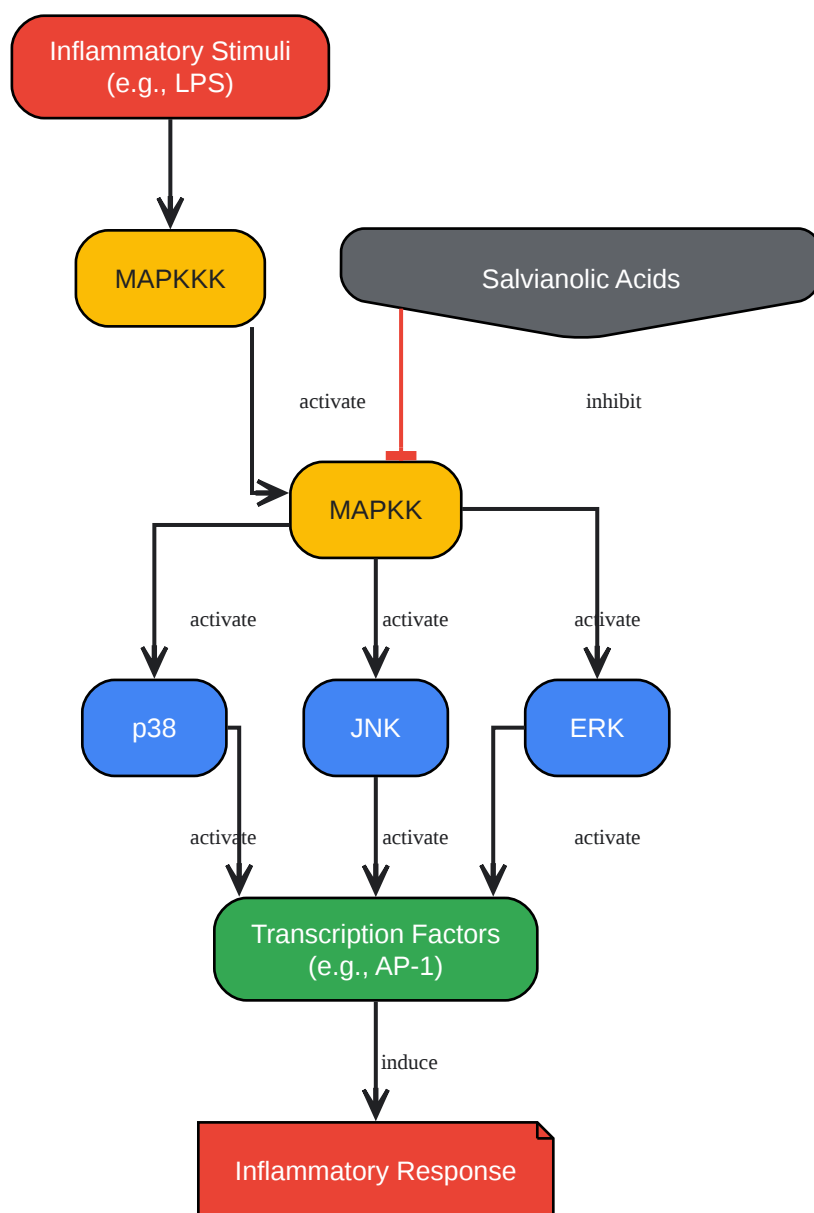 Inflammatory Stimuli
(e.g., LPS)
MAPKKK
Salvianolic Acids
activate
inhibit
MAPKK
activate
activate
activate
p38
JNK
ERK
activate
activate
activate
Transcription Factors
(e.g., AP-1)
induce
Inflammatory Response